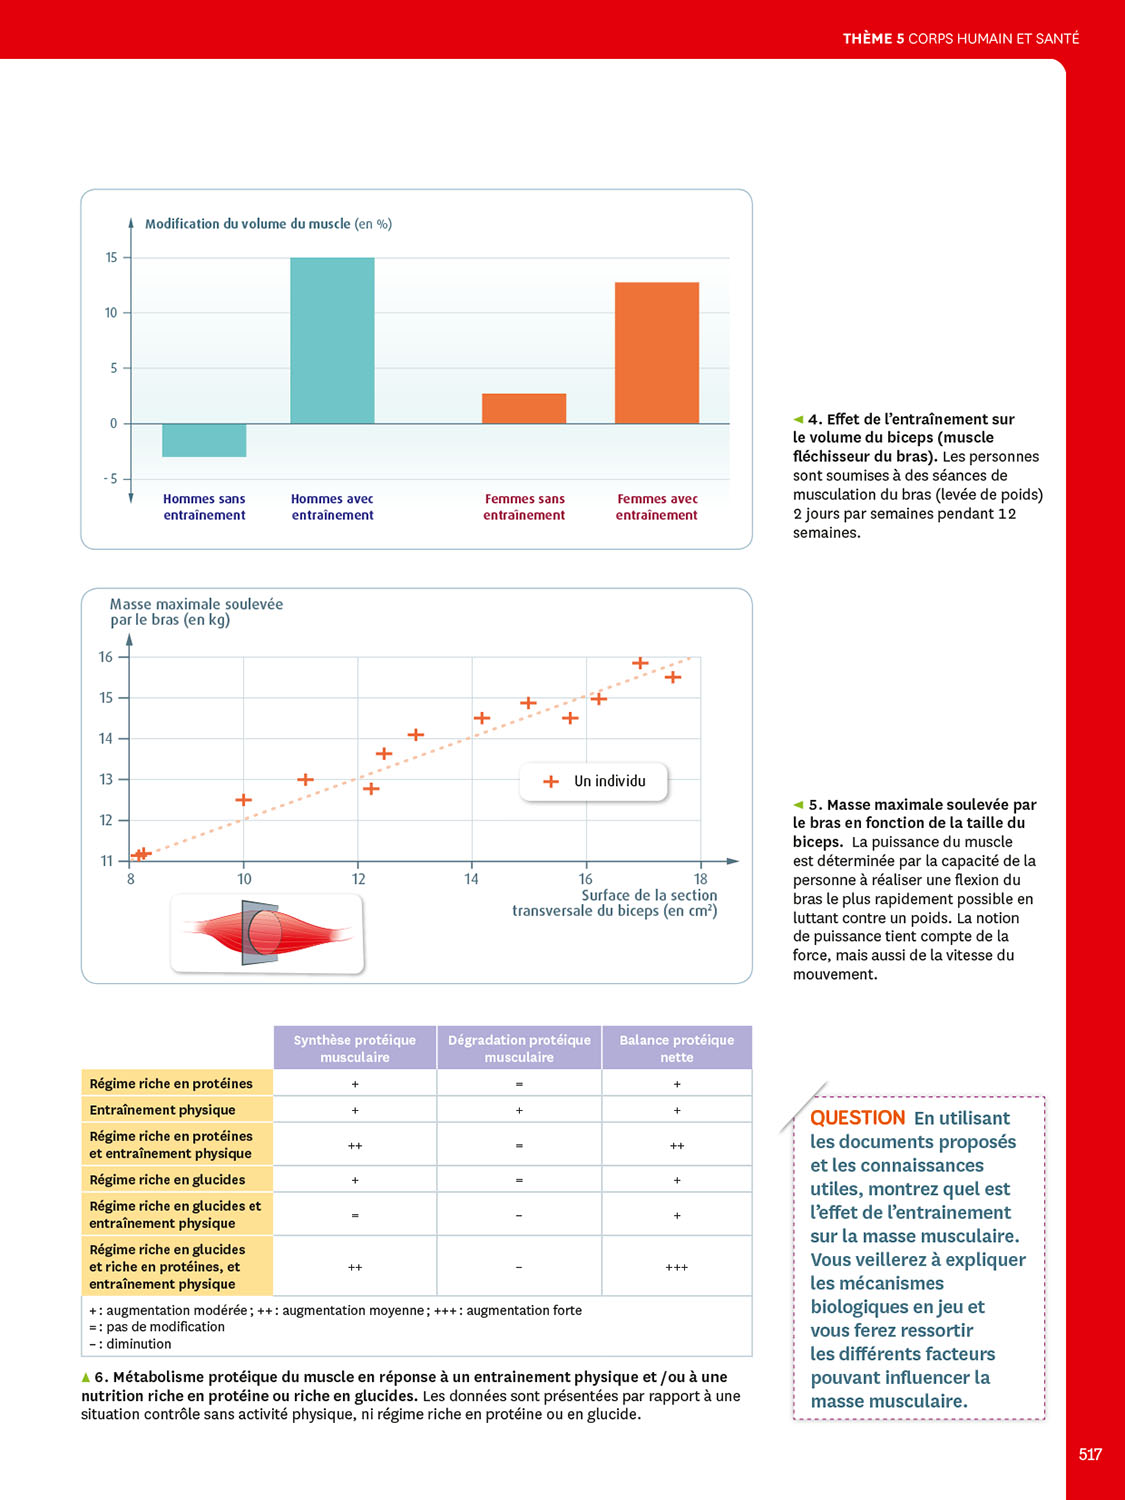 THÈME 5 CORPS HUMAIN ET SANTÉ
Modification du volume du muscle (en %)
15
10
5
0
- 5
Hommes sans
entraînement
Hommes avec
entraînement
Femmes sans
entraînement
Femmes avec
entraînement
◄ 4. Effet de l’entraînement sur
le volume du biceps (muscle
fléchisseur du bras). Les personnes
sont soumises à des séances de
musculation du bras (levée de poids)
2 jours par semaines pendant 12
semaines.
Masse maximale soulevée
par le bras (en kg)
16
15
14
13
12
11
8
10
12
14
16
18
Un individu
Surface de la section
transversale du biceps (en cm²)
◄ 5. Masse maximale soulevée par
le bras en fonction de la taille du
biceps. La puissance du muscle
est déterminée par la capacité de la
personne à réaliser une flexion du
bras le plus rapidement possible en
luttant contre un poids. La notion
de puissance tient compte de la
force, mais aussi de la vitesse du
mouvement.
Synthèse protéique
musculaire
Dégradation protéique
musculaire
Balance protéique
nette
Régime riche en protéines + = +
Entraînement physique + + +
Régime riche en protéines
et entraînement physique ++ = ++
Régime riche en glucides + = +
Régime riche en glucides et
entraînement physique = – +
Régime riche en glucides
et riche en protéines, et
entraînement physique ++ – +++
+ : augmentation modérée ; ++ : augmentation moyenne ; +++ : augmentation forte
= : pas de modification
– : diminution
▲ 6. Métabolisme protéique du muscle en réponse à un entrainement physique et /ou à une
nutrition riche en protéine ou riche en glucides. Les données sont présentées par rapport à une
situation contrôle sans activité physique, ni régime riche en protéine ou en glucide.
QUESTION En utilisant
les documents proposés
et les connaissances
utiles, montrez quel est
l’effet de l’entrainement
sur la masse musculaire.
Vous veillerez à expliquer
les mécanismes
biologiques en jeu et
vous ferez ressortir
les différents facteurs
pouvant influencer la
masse musculaire.
517